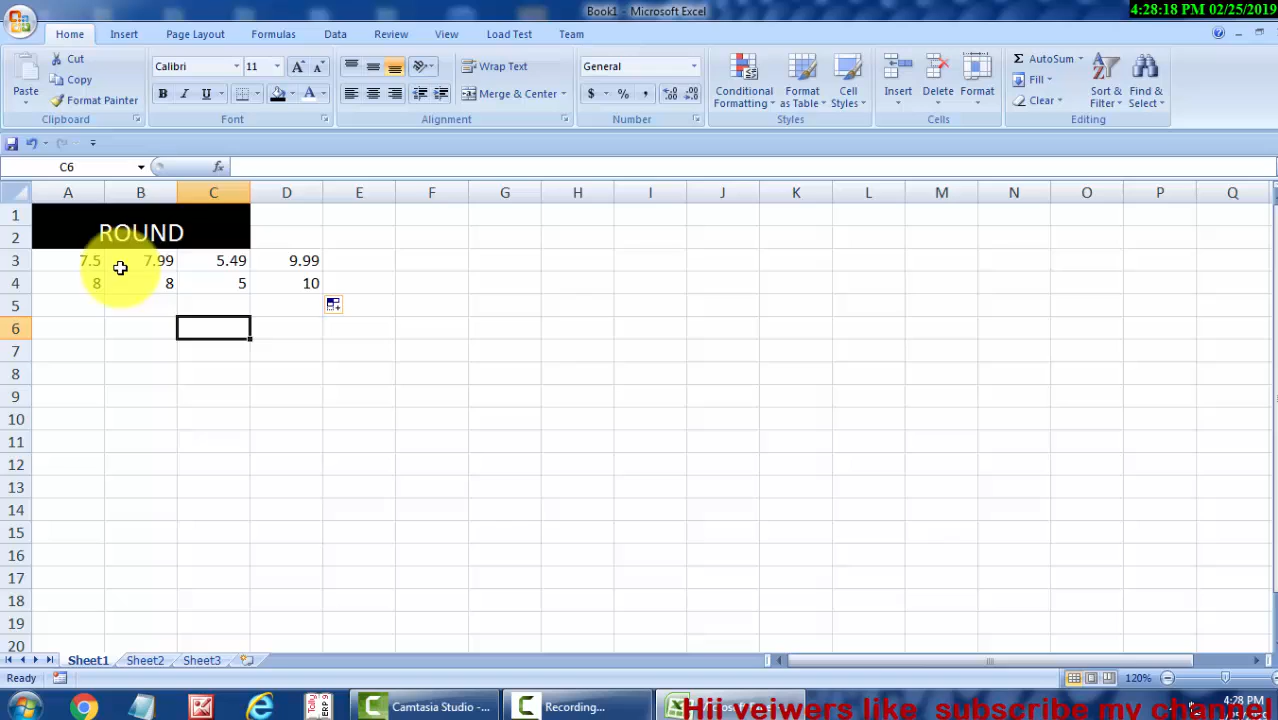 Book1 - Microsoft Excel
4:28:18 PM 02/25/2019
Home Insert Page Layout Formulas Data Review View Load Test Team
Paste
Cut
Copy
Format Painter
Clipboard
Calibri 11
B I U
Font
Wrap Text
Merge & Center
Alignment
General
$ % ,
Number
Conditional Formatting
Format as Table
Cell Styles
Styles
Insert Delete Format
Cells
Σ AutoSum
Fill
Clear
Sort & Filter
Find & Select
Editing
C6 fx
A B C D E F G H I J K L M N O P Q
1
2 ROUND
3 7.5 7.99 5.49 9.99
4 8 8 5 10
5
6
7
8
9
10
11
12
13
14
15
16
17
18
19
20
Sheet1 Sheet2 Sheet3
Ready 120%
Camtasia Studio -... Recording...
4:28 PM
Hii veiwers like subscribe my channel